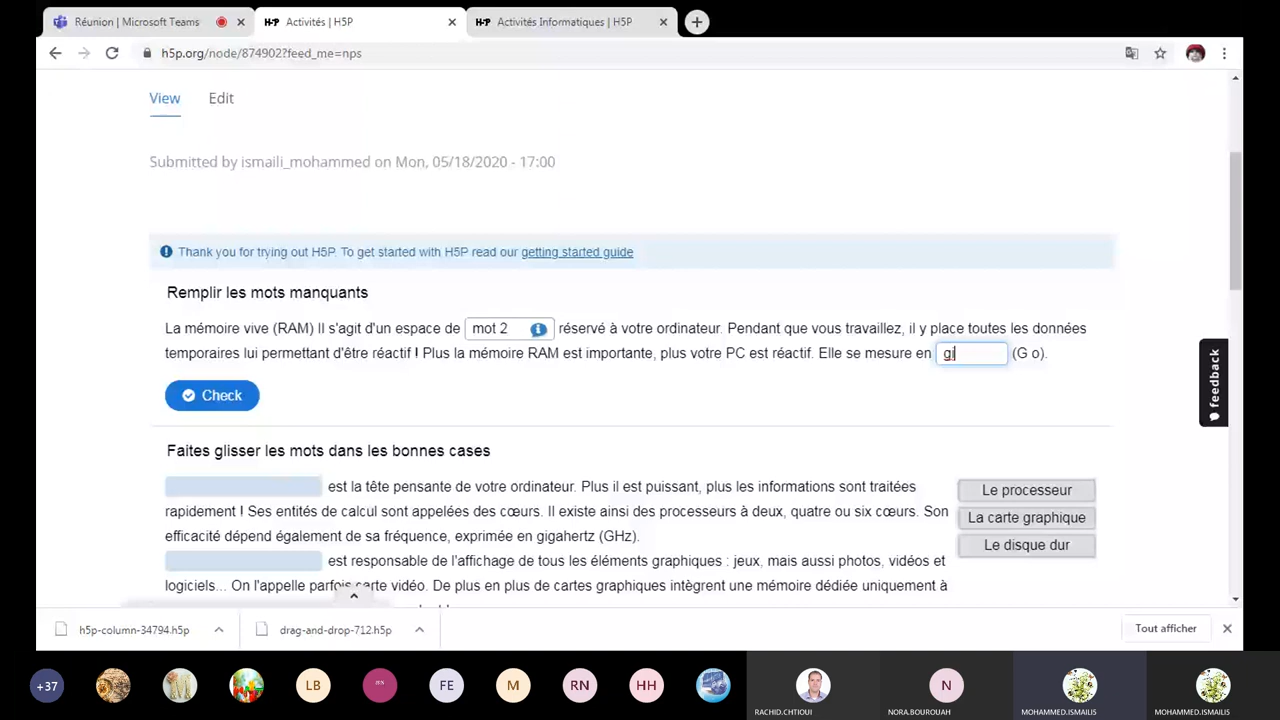 Réunion | Microsoft Teams
H-P Activités | H5P
H-P Activités Informatiques | H5P
h5p.org/node/874902?feed_me=nps
View Edit
Submitted by ismaili_mohammed on Mon, 05/18/2020 - 17:00
Thank you for trying out H5P. To get started with H5P read our getting started guide
Remplir les mots manquants
La mémoire vive (RAM) Il s'agit d'un espace de mot 2 réservé à votre ordinateur. Pendant que vous travaillez, il y place toutes les données
temporaires lui permettant d'être réactif ! Plus la mémoire RAM est importante, plus votre PC est réactif. Elle se mesure en gi (G o).
Check
feedback
Faites glisser les mots dans les bonnes cases
est la tête pensante de votre ordinateur. Plus il est puissant, plus les informations sont traitées
rapidement ! Ses entités de calcul sont appelées des cœurs. Il existe ainsi des processeurs à deux, quatre ou six cœurs. Son
efficacité dépend également de sa fréquence, exprimée en gigahertz (GHz).
est responsable de l'affichage de tous les éléments graphiques : jeux, mais aussi photos, vidéos et
logiciels... On l'appelle parfois carte vidéo. De plus en plus de cartes graphiques intègrent une mémoire dédiée uniquement à
Le processeur
La carte graphique
Le disque dur
h5p-column-34794.h5p
drag-and-drop-712.h5p
Tout afficher
+37
LB
FE
M
RN
HH
RACHID.CHTIOUI
N
NORA.BOUROUAH
MOHAMMED.ISMAILIS
MOHAMMED.ISMAILIS